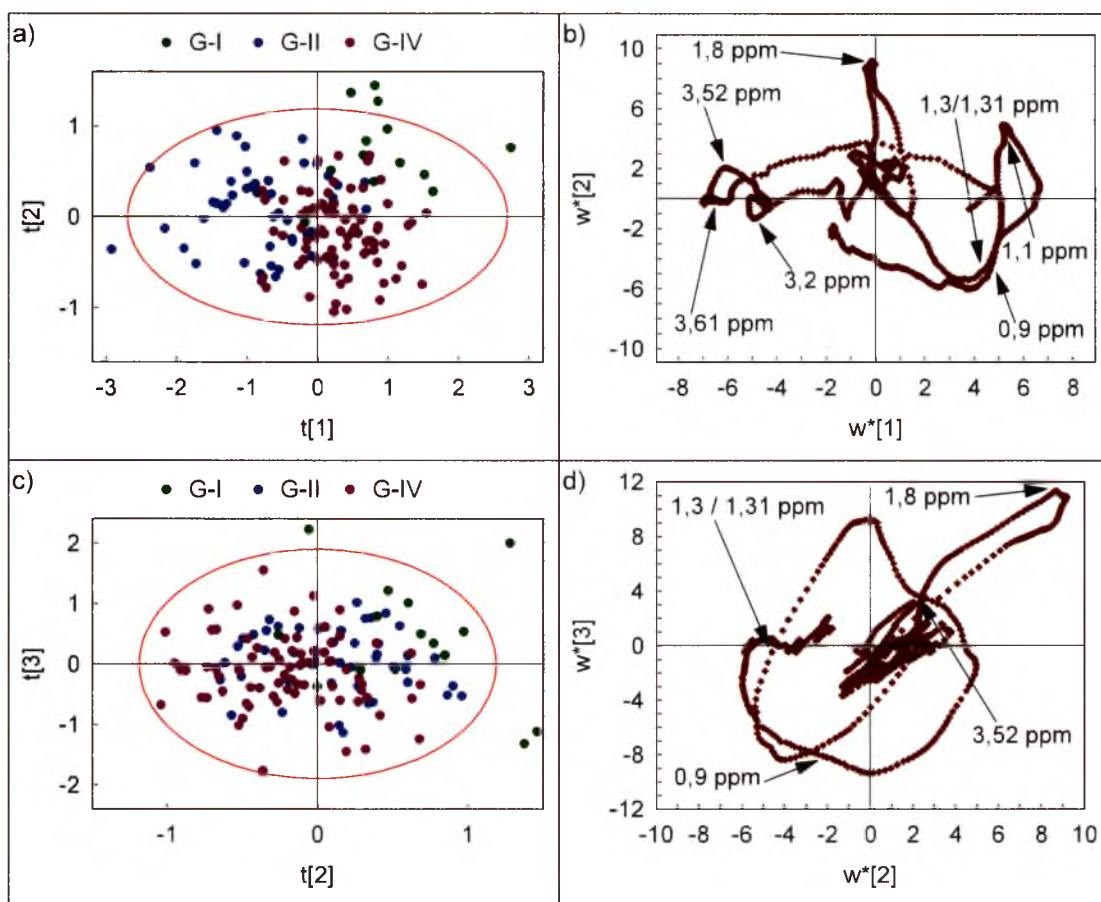 a)
G-I G-II G-IV
1
0
-1
-3 -2 -1 0 1 2 3
t[2]
t[1]
b)
10
6
2
-2
-6
-10
-8 -6 -4 -2 0 2 4 6 8
w*[2]
w*[1]
1,8 ppm
3,52 ppm
1,3/1,31 ppm
1,1 ppm
3,2 ppm
3,61 ppm
0,9 ppm
c)
G-I G-II G-IV
2
1
0
-1
-2
-1 0 1
t[3]
t[2]
d)
12
8
4
0
-4
-8
-12
-10 -8 -6 -4 -2 0 2 4 6 8 10
w*[3]
w*[2]
1,8 ppm
1,3 / 1,31 ppm
3,52 ppm
0,9 ppm